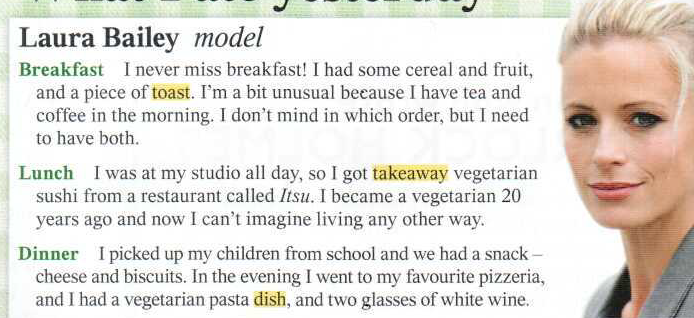 yesterday
Laura Bailey model
Breakfast I never miss breakfast! I had some cereal and fruit,
and a piece of toast. I'm a bit unusual because I have tea and
coffee in the morning. I don't mind in which order, but I need
to have both.
Lunch I was at my studio all day, so I got takeaway vegetarian
sushi from a restaurant called Itsu. I became a vegetarian 20
years ago and now I can't imagine living any other way.
Dinner I picked up my children from school and we had a snack –
cheese and biscuits. In the evening I went to my favourite pizzeria,
and I had a vegetarian pasta dish, and two glasses of white wine.